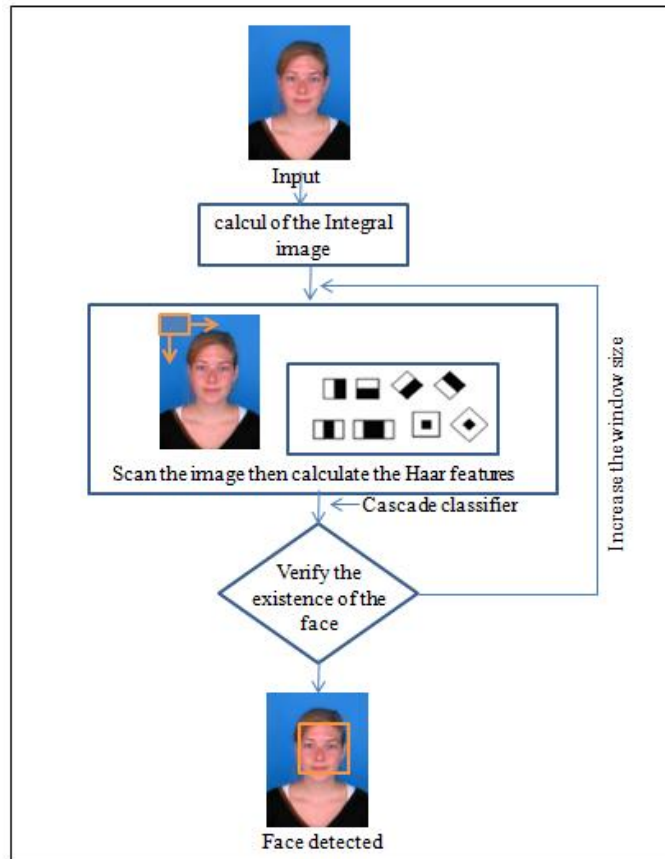 Input
calcul of the Integral
image
Scan the image then calculate the Haar features
Cascade classifier
Increase the window size
Verify the
existence of the
face
Face detected